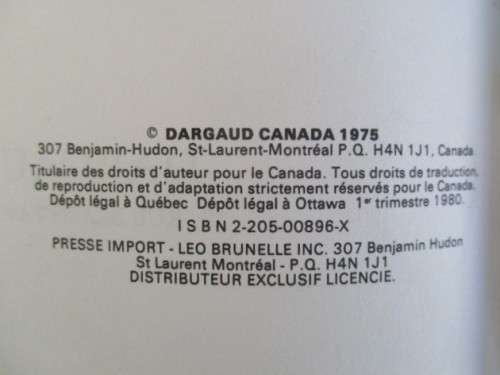 © DARGAUD CANADA 1975
307 Benjamin-Hudon, St-Laurent-Montréal P.Q. H4N 1J1, Canada
Titulaire des droits d'auteur pour le Canada. Tous droits de traduction,
de reproduction et d'adaptation strictement réservés pour le Canada.
Dépôt légal à Québec Dépôt légal à Ottawa 1er trimestre 1980.
ISBN 2-205-00896-X
PRESSE IMPORT - LEO BRUNELLE INC. 307 Benjamin Hudon
St Laurent Montréal - P.Q. H4N 1J1
DISTRIBUTEUR EXCLUSIF LICENCIE.